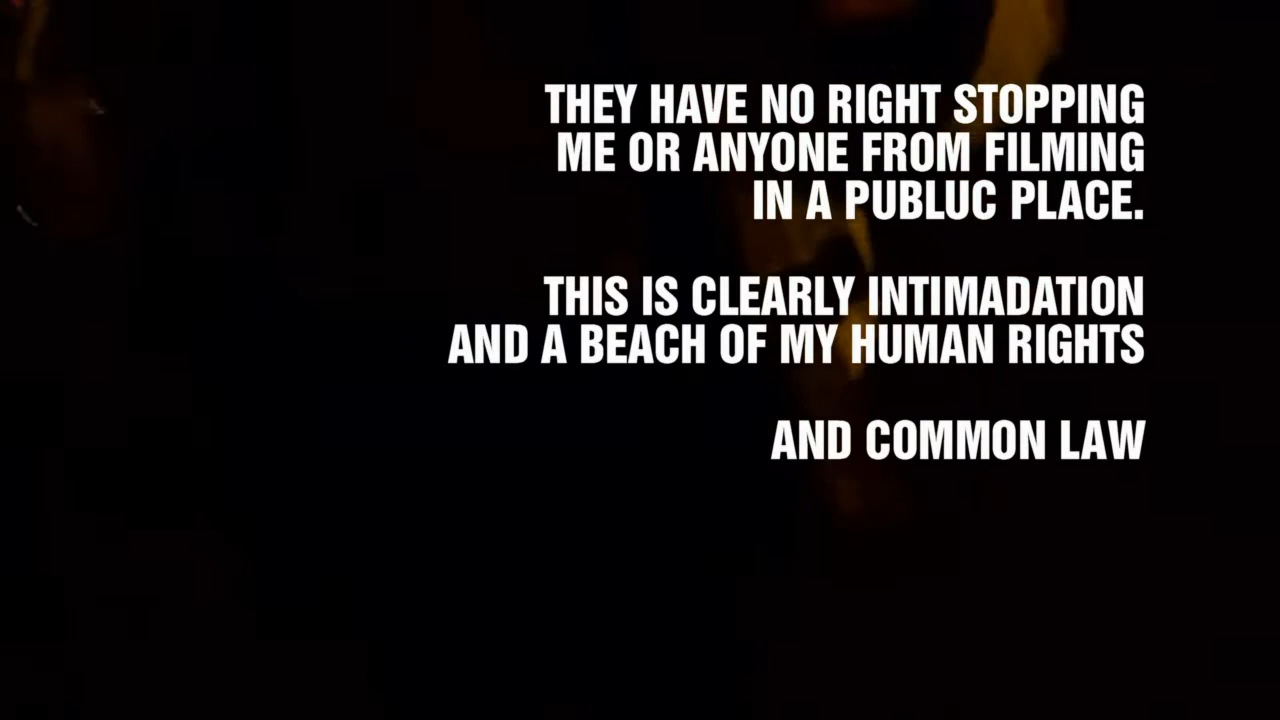 THEY HAVE NO RIGHT STOPPING
ME OR ANYONE FROM FILMING
IN A PUBLUC PLACE.
THIS IS CLEARLY INTIMADATION
AND A BEACH OF MY HUMAN RIGHTS
AND COMMON LAW